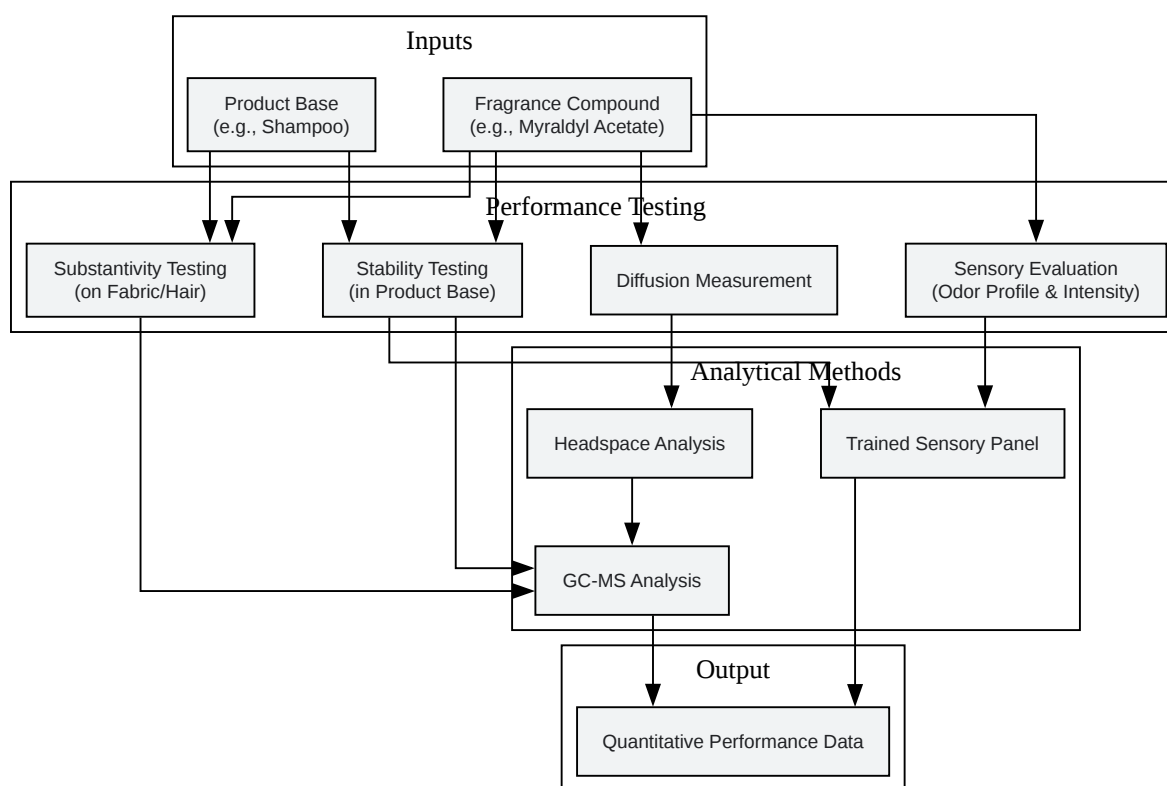 Inputs
Product Base
(e.g., Shampoo)
Fragrance Compound
(e.g., Myraldyl Acetate)
Performance Testing
Substantivity Testing
(on Fabric/Hair)
Stability Testing
(in Product Base)
Diffusion Measurement
Sensory Evaluation
(Odor Profile & Intensity)
Analytical Methods
Headspace Analysis
Trained Sensory Panel
GC-MS Analysis
Output
Quantitative Performance Data